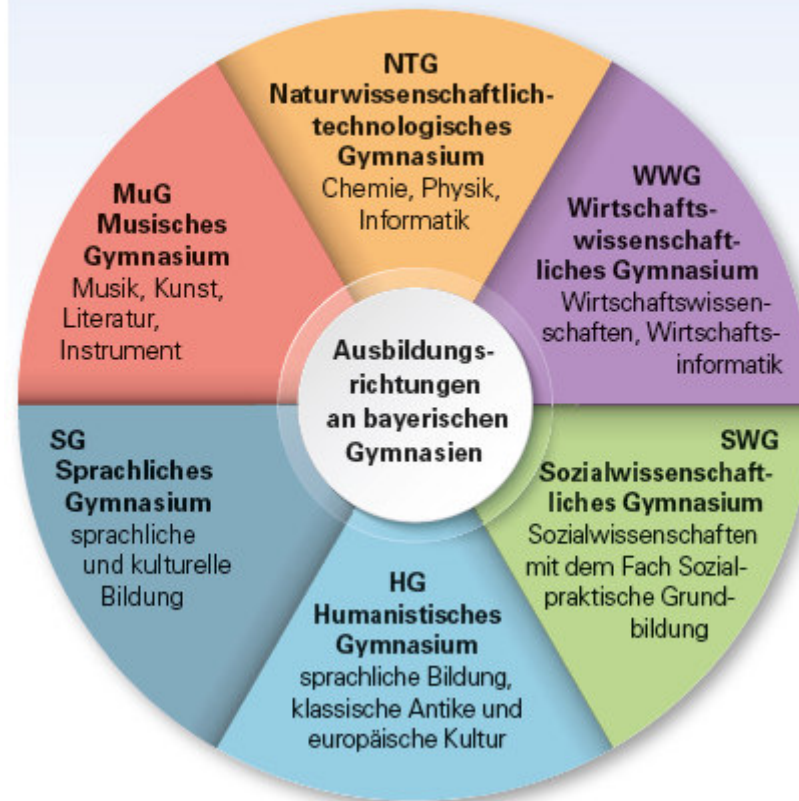 NTG
Naturwissenschaftlich-
technologisches
Gymnasium
Chemie, Physik,
Informatik
WWG
Wirtschafts-
wissenschaft-
liches Gymnasium
Wirtschaftswissen-
schaften, Wirtschafts-
informatik
SWG
Sozialwissenschaft-
liches Gymnasium
Sozialwissenschaften
mit dem Fach Sozial-
praktische Grund-
bildung
HG
Humanistisches
Gymnasium
sprachliche Bildung,
klassische Antike und
europäische Kultur
SG
Sprachliches
Gymnasium
sprachliche
und kulturelle
Bildung
MuG
Musisches
Gymnasium
Musik, Kunst,
Literatur,
Instrument
Ausbildungs-
richtungen
an bayerischen
Gymnasien